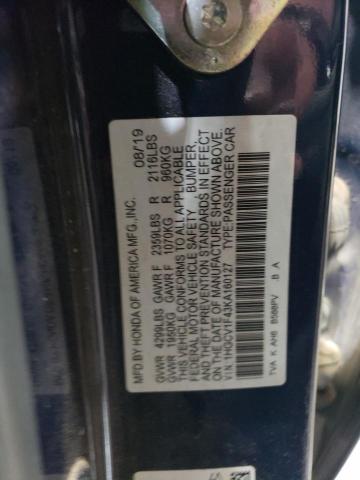 MFD BY HONDA OF AMERICA MFG.,INC. 08/19
GVWR 4299LBS GAWR F 2359LBS R 2116LBS
GVWR 1950KG GAWR F 1070KG R 960KG
THIS VEHICLE CONFORMS TO ALL APPLICABLE
FEDERAL MOTOR VEHICLE SAFETY BUMPER,
AND THEFT PREVENTION STANDARDS IN EFFECT
ON THE DATE OF MANUFACTURE SHOWN ABOVE.
V I N: 1HGCV1F43KA160127 TYPE:PASSENGER CAR
TVA K AH6 B588PV .B A